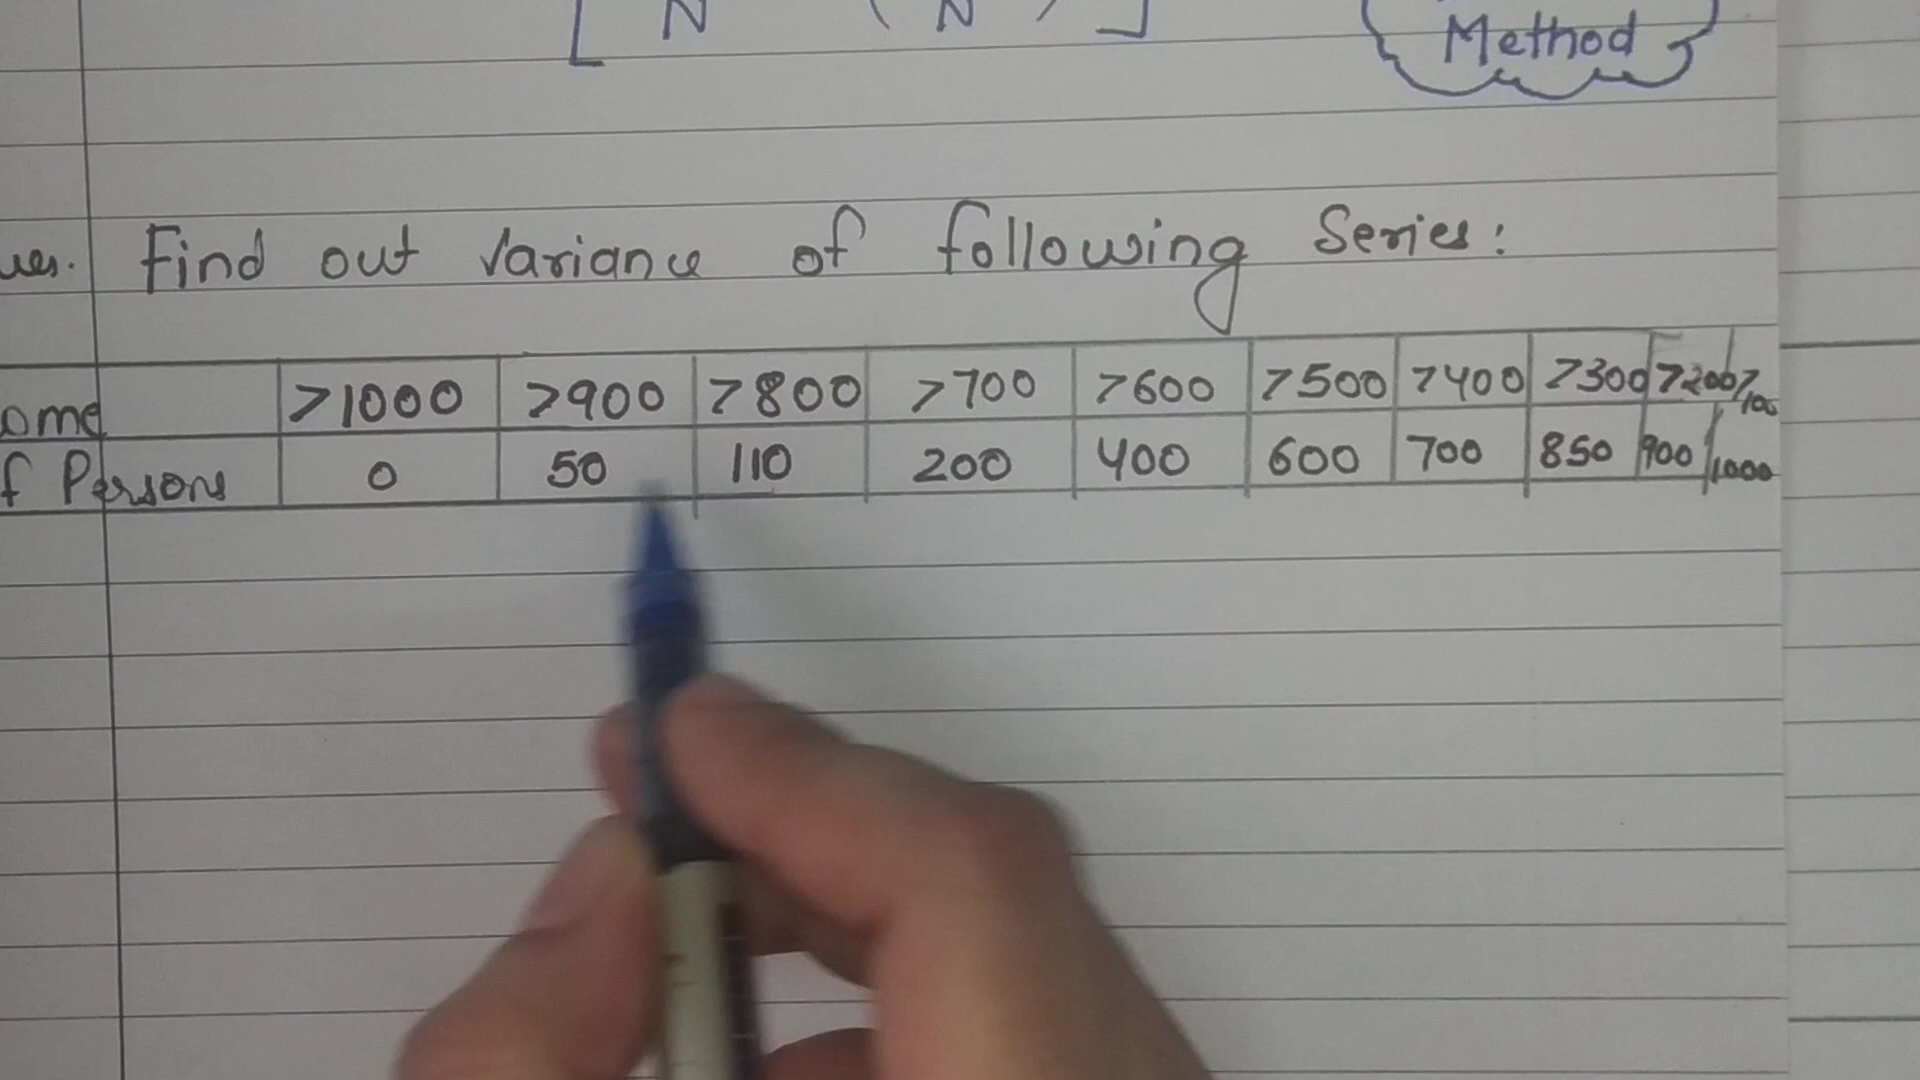 [ N ( N ) ]
Method
Find out Variance of following Series:
>1000 >900 >800 >700 >600 >500 >400 >300 >200 >100
f Persons 0 50 110 200 400 600 700 850 900 1000